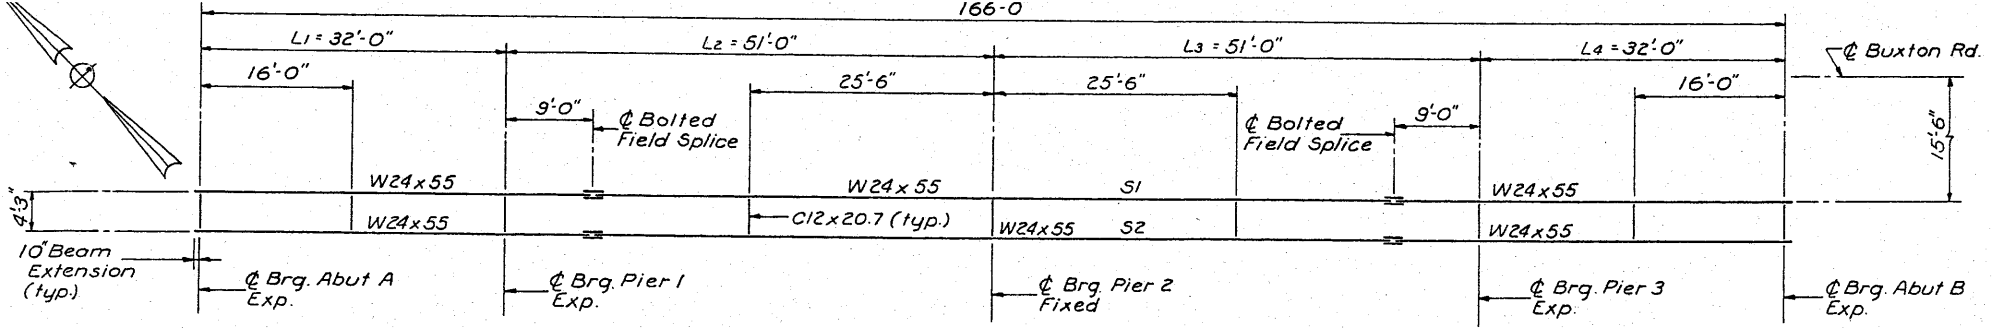 166-0
L1 = 32'-0"
L2 = 51'-0"
L3 = 51'-0"
L4 = 32'-0"
℄ Buxton Rd.
16'-0"
25'-6"
25'-6"
16'-0"
9'-0"
℄ Bolted
Field Splice
℄ Bolted
Field Splice
9'-0"
15'-6"
W24x55
W24x55
S1
W24x55
4'-3"
W24x55
C12x20.7 (typ.)
W24x55
S2
W24x55
10" Beam
Extension
(typ.)
℄ Brg. Abut A
Exp.
℄ Brg. Pier 1
Exp.
℄ Brg. Pier 2
Fixed
℄ Brg. Pier 3
Exp.
℄ Brg. Abut B
Exp.